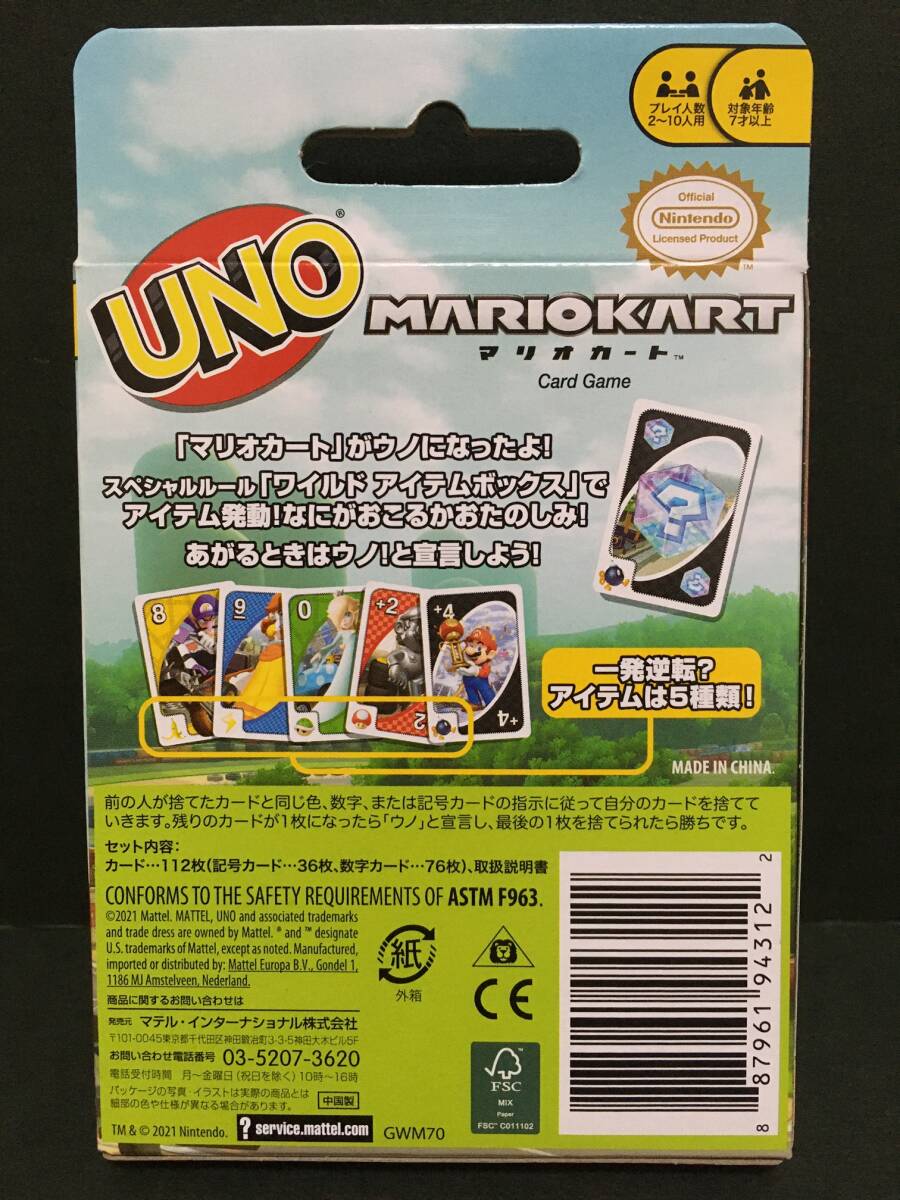 プレイ人数
2～10人用
対象年齢
7才以上
Official
Nintendo
Licensed Product
TM
UNO®
MARIOKART
マリオカート™
Card Game
「マリオカート」がウノになったよ!
スペシャルルール「ワイルド アイテムボックス」で
アイテム発動!なにがおこるかおたのしみ!
あがるときはウノ!と宣言しよう!
?
8
9
0
+2
+4
2
+4
一発逆転?
アイテムは5種類!
MADE IN CHINA.
前の人が捨てたカードと同じ色、数字、または記号カードの指示に従って自分のカードを捨てて
いきます。残りのカードが1枚になったら「ウノ」と宣言し、最後の1枚を捨てられたら勝ちです。
セット内容:
カード…112枚(記号カード…36枚、数字カード…76枚)、取扱説明書
CONFORMS TO THE SAFETY REQUIREMENTS OF ASTM F963.
©2021 Mattel. MATTEL, UNO and associated trademarks
and trade dress are owned by Mattel. ® and ™ designate
U.S. trademarks of Mattel, except as noted. Manufactured,
imported or distributed by: Mattel Europa B.V., Gondel 1,
1186 MJ Amstelveen, Nederland.
商品に関するお問い合わせは
発売元 マテル・インターナショナル株式会社
〒101-0045東京都千代田区神田鍛冶町3-3-5神田大木ビル5F
お問い合わせ電話番号 03-5207-3620
電話受付時間 月～金曜日(祝日を除く)10時～16時
パッケージの写真・イラストは実際の商品とは
細部の色や仕様が異なる場合があります。
中国製
TM & © 2021 Nintendo.
? service.mattel.com
GWM70
紙
外箱
CE
FSC
MIX
Paper
FSC™ C011102
8 87961 94312 2